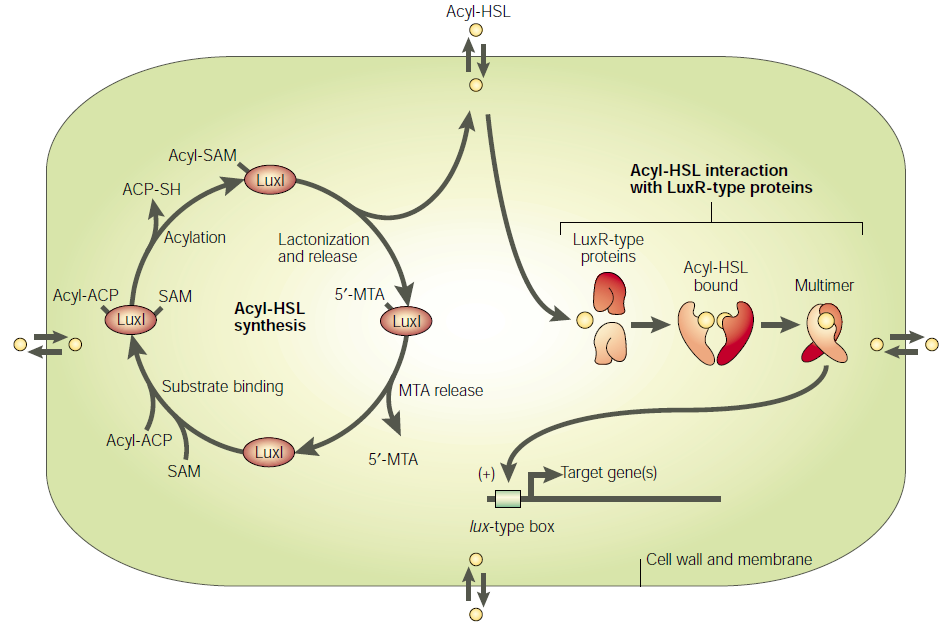 Acyl-HSL
Acyl-SAM
LuxI
ACP-SH
Acylation
Lactonization
and release
Acyl-HSL interaction
with LuxR-type proteins
LuxR-type
proteins
Acyl-HSL
bound
Multimer
Acyl-ACP
SAM
LuxI
Acyl-HSL
synthesis
5′-MTA
LuxI
Substrate binding
MTA release
Acyl-ACP
SAM
LuxI
5′-MTA
(+)
Target gene(s)
lux-type box
Cell wall and membrane